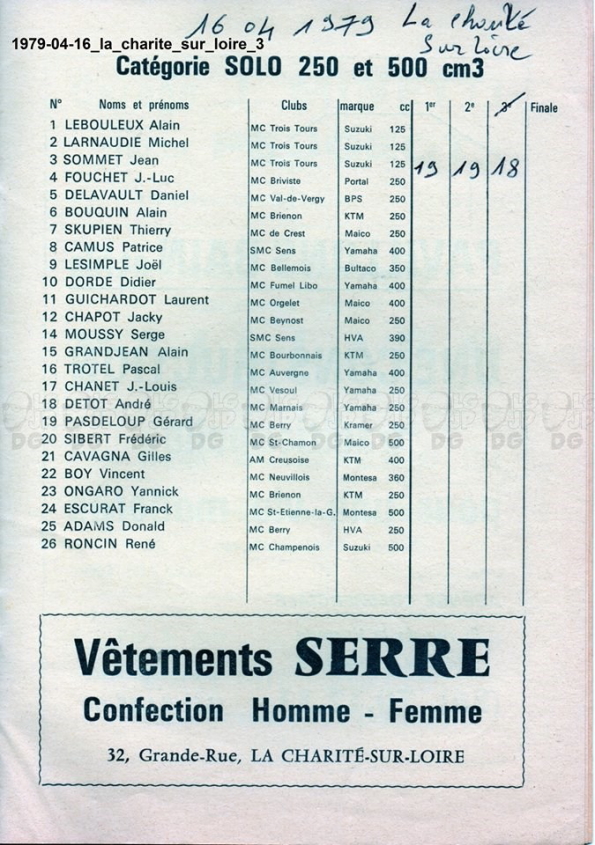 16 04 1979 La charité
sur loire
1979-04-16_la_charite_sur_loire_3
Catégorie SOLO 250 et 500 cm3
N° Noms et prénoms Clubs marque cc 1er 2e 3e Finale
1 LEBOULEUX Alain MC Trois Tours Suzuki 125
2 LARNAUDIE Michel MC Trois Tours Suzuki 125
3 SOMMET Jean MC Trois Tours Suzuki 125 19 19 18
4 FOUCHET J.-Luc MC Briviste Portal 250
5 DELAVAULT Daniel MC Val-de-Vergy BPS 250
6 BOUQUIN Alain MC Brienon KTM 250
7 SKUPIEN Thierry MC de Crest Maico 250
8 CAMUS Patrice SMC Sens Yamaha 400
9 LESIMPLE Joël MC Bellemois Bultaco 350
10 DORDE Didier MC Fumel Libo Yamaha 400
11 GUICHARDOT Laurent MC Orgelet Maico 400
12 CHAPOT Jacky MC Beynost Maico 250
14 MOUSSY Serge SMC Sens HVA 390
15 GRANDJEAN Alain MC Bourbonnais KTM 250
16 TROTEL Pascal MC Auvergne Yamaha 400
17 CHANET J.-Louis MC Vesoul Yamaha 250
18 DETOT André MC Marnais Yamaha 250
19 PASDELOUP Gérard MC Berry Kramer 250
20 SIBERT Frédéric MC St-Chamon Maico 500
21 CAVAGNA Gilles AM Creusoise KTM 400
22 BOY Vincent MC Neuvillois Montesa 360
23 ONGARO Yannick MC Brienon KTM 250
24 ESCURAT Franck MC St-Etienne-la-G. Montesa 500
25 ADAMS Donald MC Berry HVA 250
26 RONCIN René MC Champenois Suzuki 500
Vêtements SERRE
Confection Homme - Femme
32, Grande-Rue, LA CHARITÉ-SUR-LOIRE